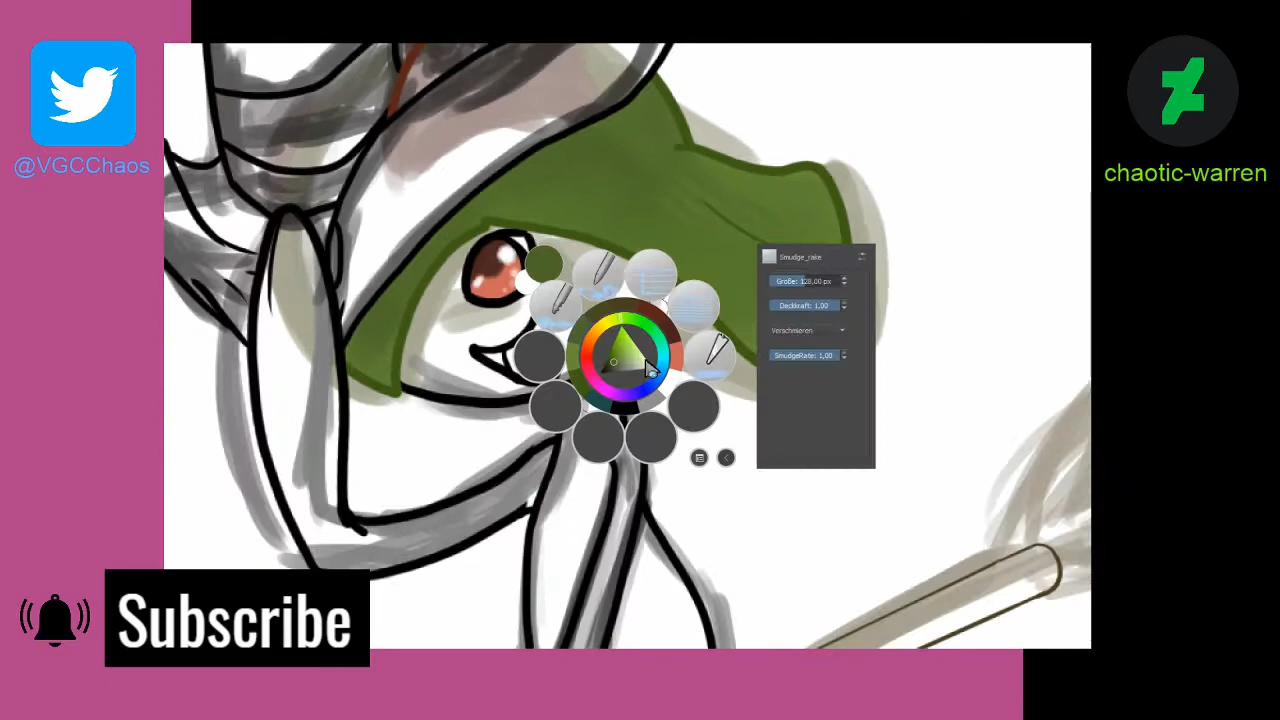 @VGCChaos
chaotic-warren
Smudge_rake
Größe: 128,00 px
Deckkraft: 1,00
Verschmieren
SmudgeRate: 1,00
Subscribe